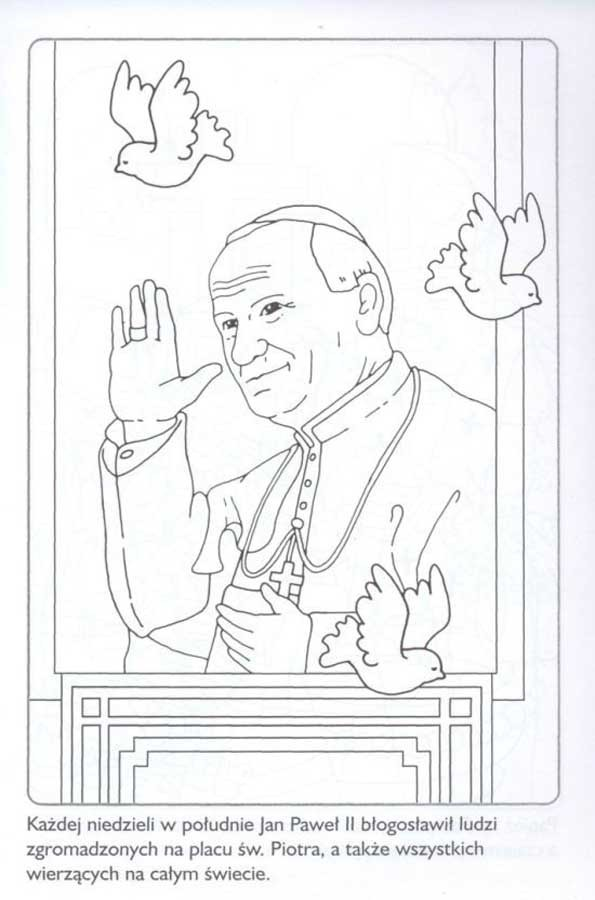 Każdej niedzieli w południe Jan Paweł II błogosławił ludzi
zgromadzonych na placu św. Piotra, a także wszystkich
wierzących na całym świecie.